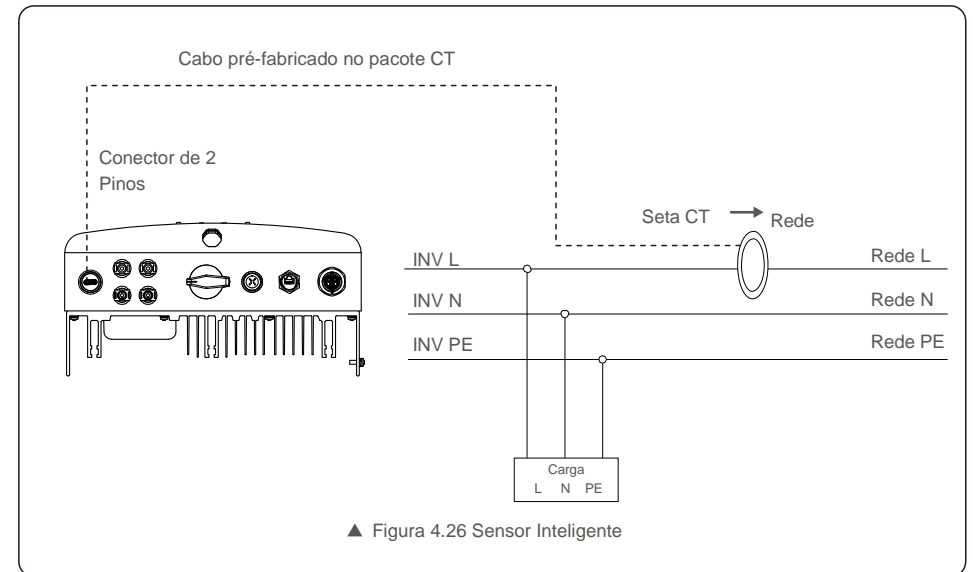 Cabo pré-fabricado no pacote CT
Conector de 2
Pinos
Seta CT
Rede
INV L
Rede L
INV N
Rede N
INV PE
Rede PE
Carga
L N PE
▲ Figura 4.26 Sensor Inteligente